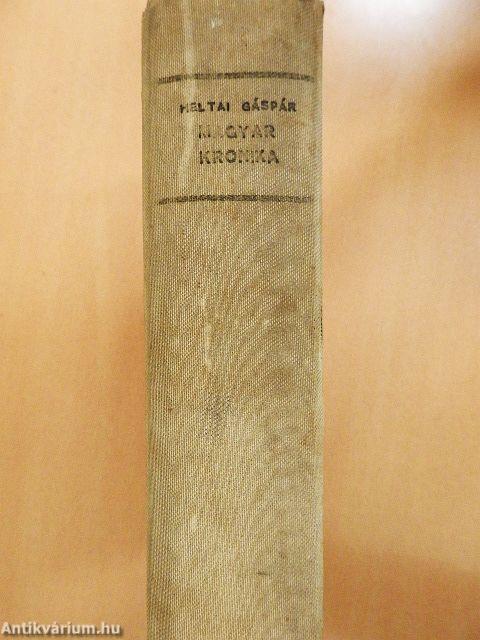 HELTAI GÁSPÁR
MAGYAR
KRONIKA
Antikvárium.hu